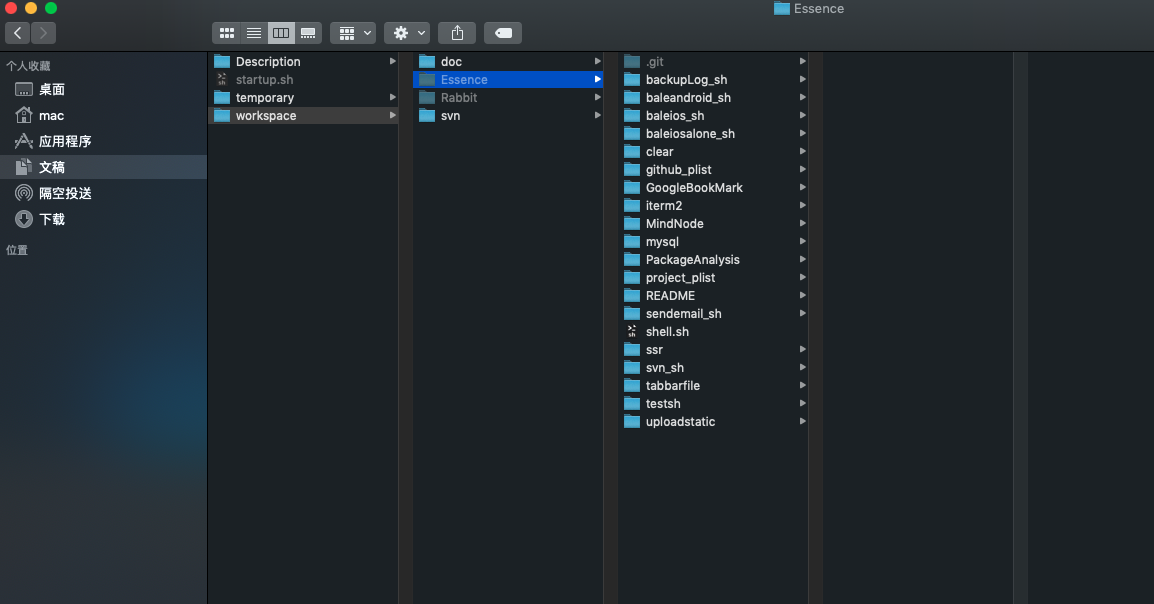 Essence
个人收藏
桌面
mac
应用程序
文稿
隔空投送
下载
位置
Description
startup.sh
temporary
workspace
doc
Essence
Rabbit
svn
.git
backupLog_sh
baleandroid_sh
baleios_sh
baleiosalone_sh
clear
github_plist
GoogleBookMark
iterm2
MindNode
mysql
PackageAnalysis
project_plist
README
sendemail_sh
shell.sh
ssr
svn_sh
tabbarfile
testsh
uploadstatic